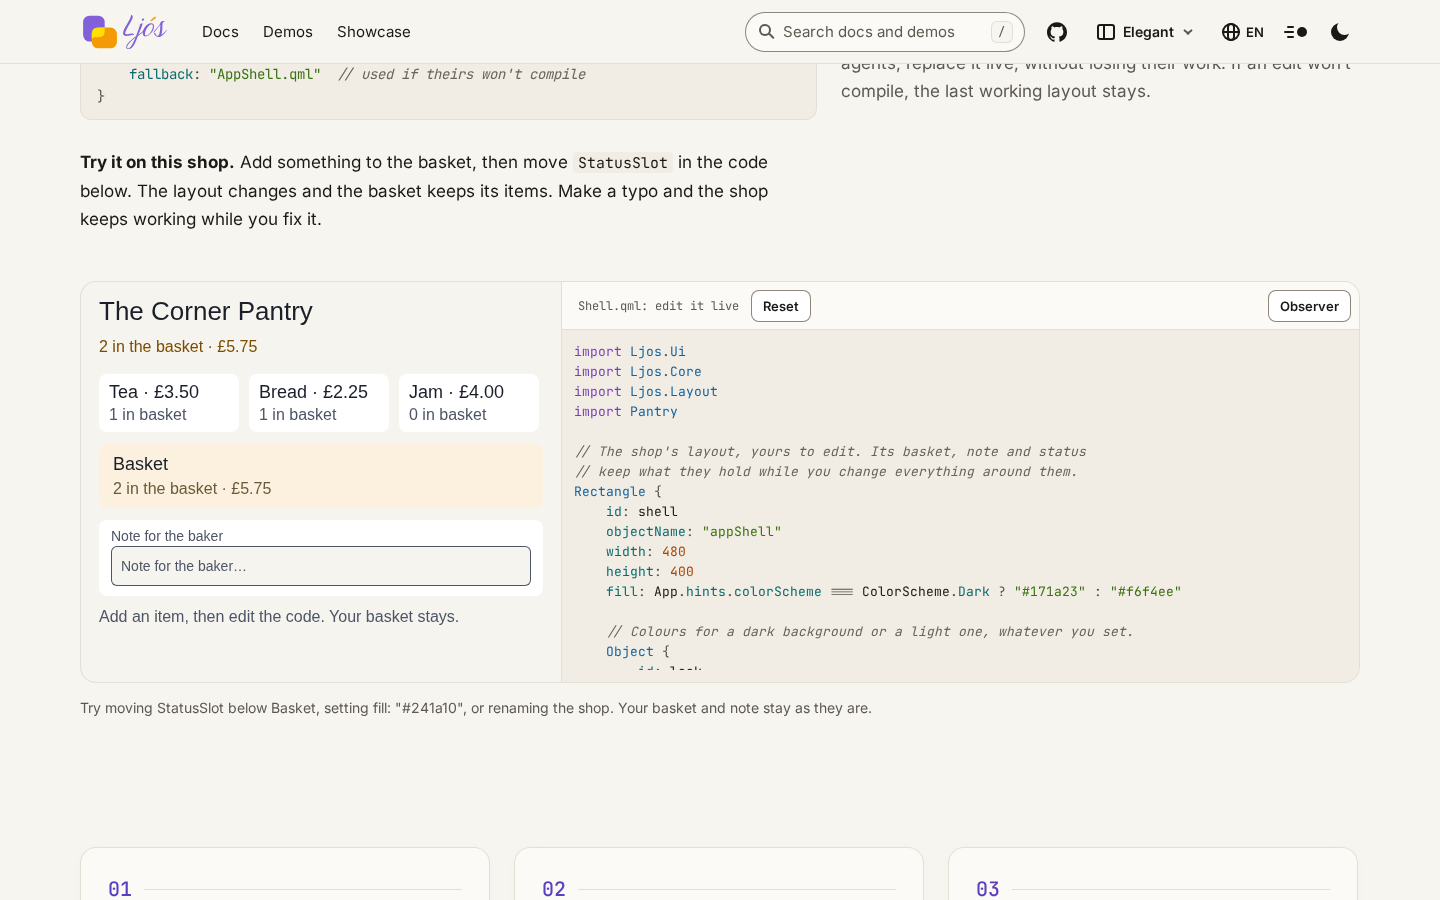 Ljós
Docs
Demos
Showcase
Search docs and demos
/
Elegant
EN
fallback: "AppShell.qml"  // used if theirs won't compile
}
agents, replace it live, without losing their work. If an edit won't
compile, the last working layout stays.
Try it on this shop. Add something to the basket, then move StatusSlot in the code
below. The layout changes and the basket keeps its items. Make a typo and the shop
keeps working while you fix it.
The Corner Pantry
2 in the basket · £5.75
Tea · £3.50
1 in basket
Bread · £2.25
1 in basket
Jam · £4.00
0 in basket
Basket
2 in the basket · £5.75
Note for the baker
Note for the baker…
Add an item, then edit the code. Your basket stays.
Shell.qml: edit it live
Reset
Observer
import Ljos.Ui
import Ljos.Core
import Ljos.Layout
import Pantry
// The shop's layout, yours to edit. Its basket, note and status
// keep what they hold while you change everything around them.
Rectangle {
id: shell
objectName: "appShell"
width: 480
height: 400
fill: App.hints.colorScheme === ColorScheme.Dark ? "#171a23" : "#f6f4ee"
// Colours for a dark background or a light one, whatever you set.
Object {
id: look
Try moving StatusSlot below Basket, setting fill: "#241a10", or renaming the shop. Your basket and note stay as they are.
01
02
03